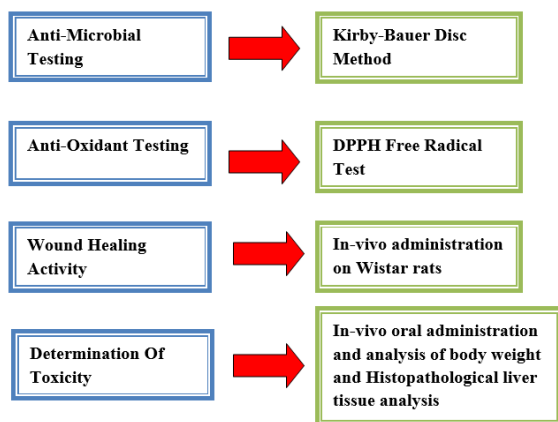 Anti-Microbial
Testing
Kirby-Bauer Disc
Method
Anti-Oxidant Testing
DPPH Free Radical
Test
Wound Healing
Activity
In-vivo administration
on Wistar rats
Determination Of
Toxicity
In-vivo oral administration
and analysis of body weight
and Histopathological liver
tissue analysis